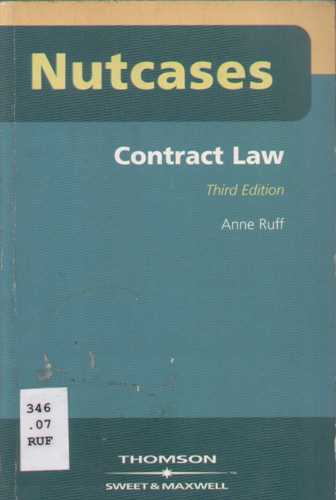 Nutcases
Contract Law
Third Edition
Anne Ruff
346
.07
RUF
THOMSON
SWEET & MAXWELL